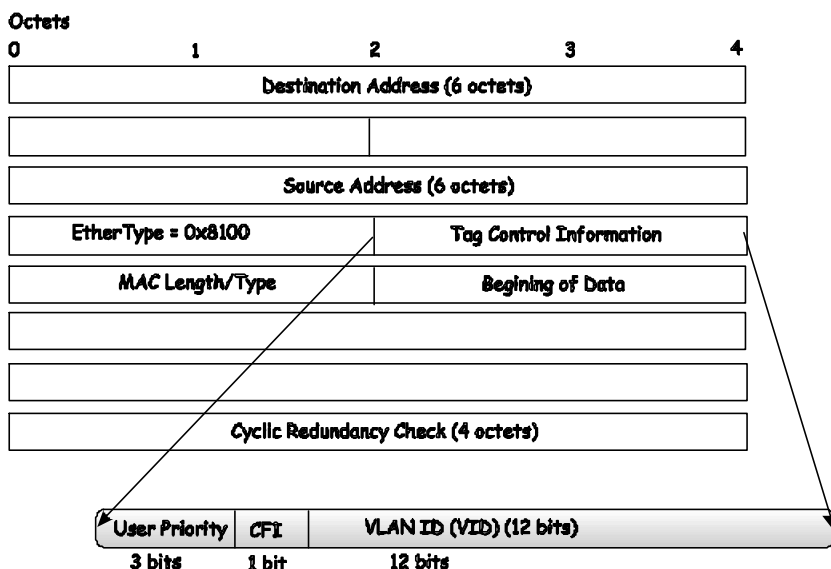 Octets
0 1 2 3 4
Destination Address (6 octets)
Source Address (6 octets)
EtherType = 0x8100 Tag Control Information
MAC Length/Type Begining of Data
Cyclic Redundancy Check (4 octets)
User Priority CFI VLAN ID (VID) (12 bits)
3 bits 1 bit 12 bits